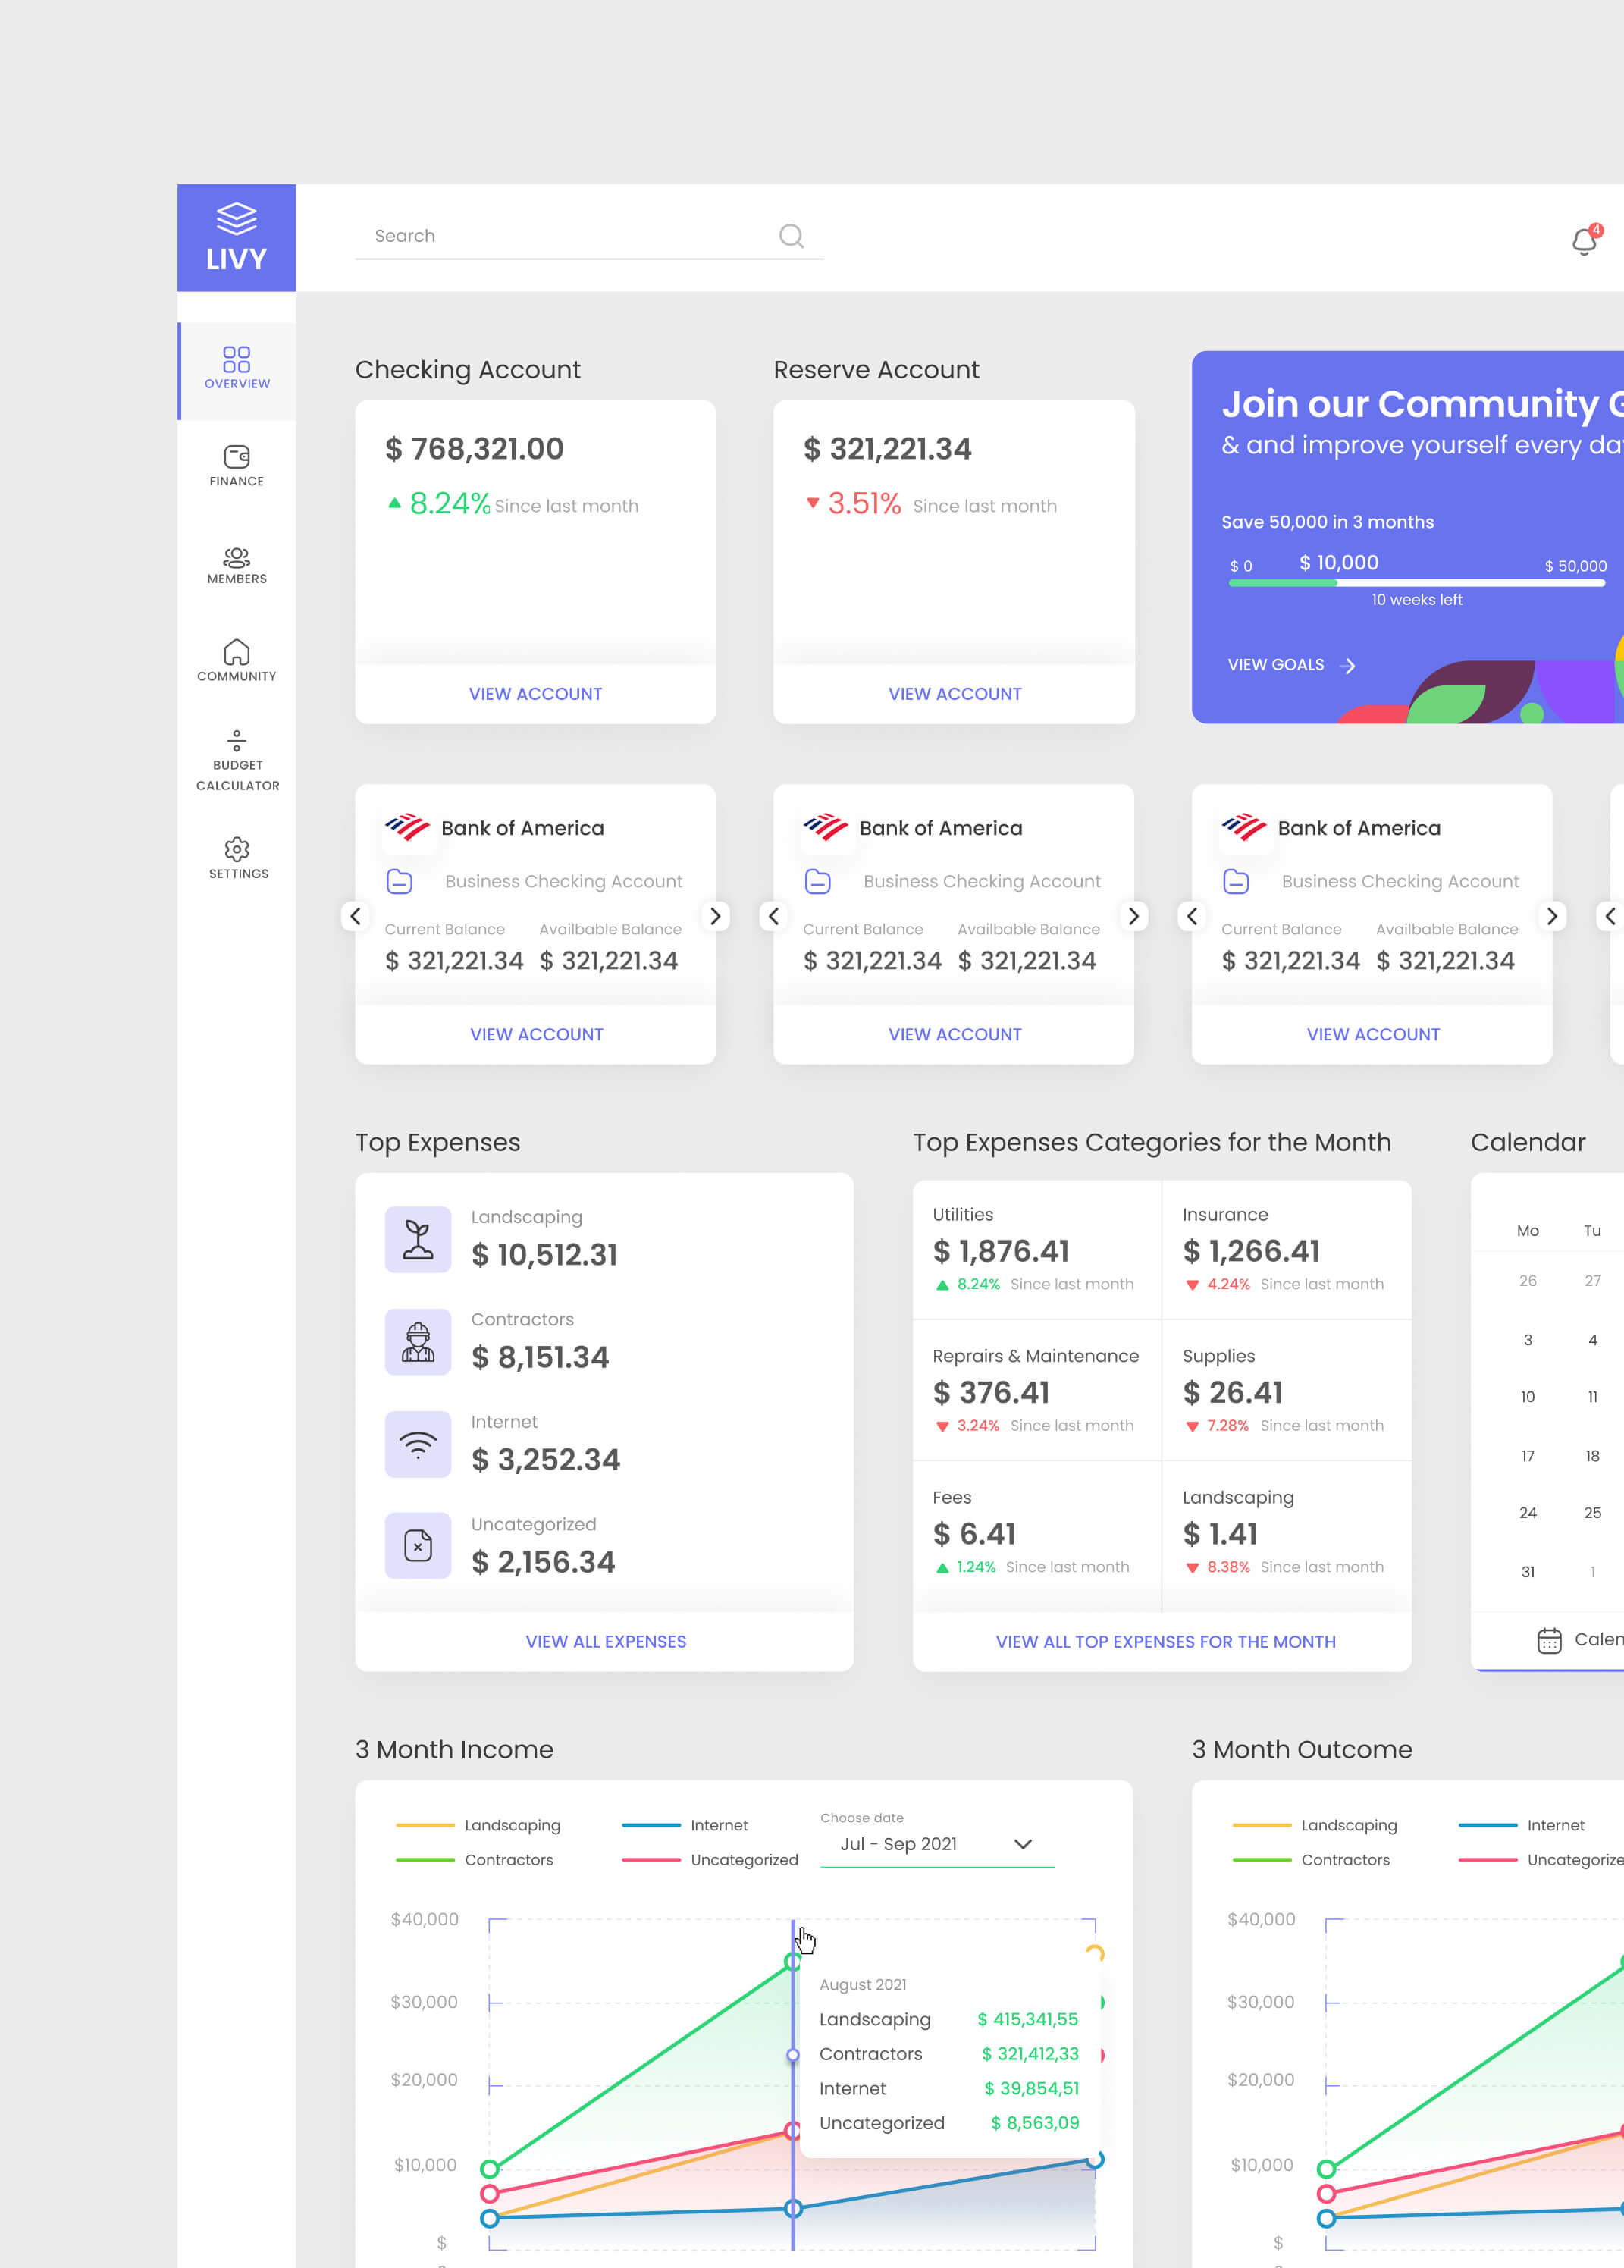 LIVY
Search
4
OVERVIEW
FINANCE
MEMBERS
COMMUNITY
BUDGET
CALCULATOR
SETTINGS
Checking Account
$ 768,321.00
8.24% Since last month
VIEW ACCOUNT
Reserve Account
$ 321,221.34
3.51% Since last month
VIEW ACCOUNT
Join our Community
& and improve yourself every da
Save 50,000 in 3 months
$ 0 $ 10,000 $ 50,000
10 weeks left
VIEW GOALS
Bank of America
Business Checking Account
Current Balance Availbable Balance
$ 321,221.34 $ 321,221.34
VIEW ACCOUNT
Bank of America
Business Checking Account
Current Balance Availbable Balance
$ 321,221.34 $ 321,221.34
VIEW ACCOUNT
Bank of America
Business Checking Account
Current Balance Availbable Balance
$ 321,221.34 $ 321,221.34
VIEW ACCOUNT
Top Expenses
Landscaping
$ 10,512.31
Contractors
$ 8,151.34
Internet
$ 3,252.34
Uncategorized
$ 2,156.34
VIEW ALL EXPENSES
Top Expenses Categories for the Month
Utilities
$ 1,876.41
8.24% Since last month
Insurance
$ 1,266.41
4.24% Since last month
Reprairs & Maintenance
$ 376.41
3.24% Since last month
Supplies
$ 26.41
7.28% Since last month
Fees
$ 6.41
1.24% Since last month
Landscaping
$ 1.41
8.38% Since last month
VIEW ALL TOP EXPENSES FOR THE MONTH
Calendar
Mo Tu
26 27
3 4
10 11
17 18
24 25
31 1
Calen
3 Month Income
Landscaping Internet
Contractors Uncategorized
Choose date
Jul - Sep 2021
$40,000
$30,000
$20,000
$10,000
$
August 2021
Landscaping $ 415,341,55
Contractors $ 321,412,33
Internet $ 39,854,51
Uncategorized $ 8,563,09
3 Month Outcome
Landscaping Internet
Contractors Uncategorize
$40,000
$30,000
$20,000
$10,000
$